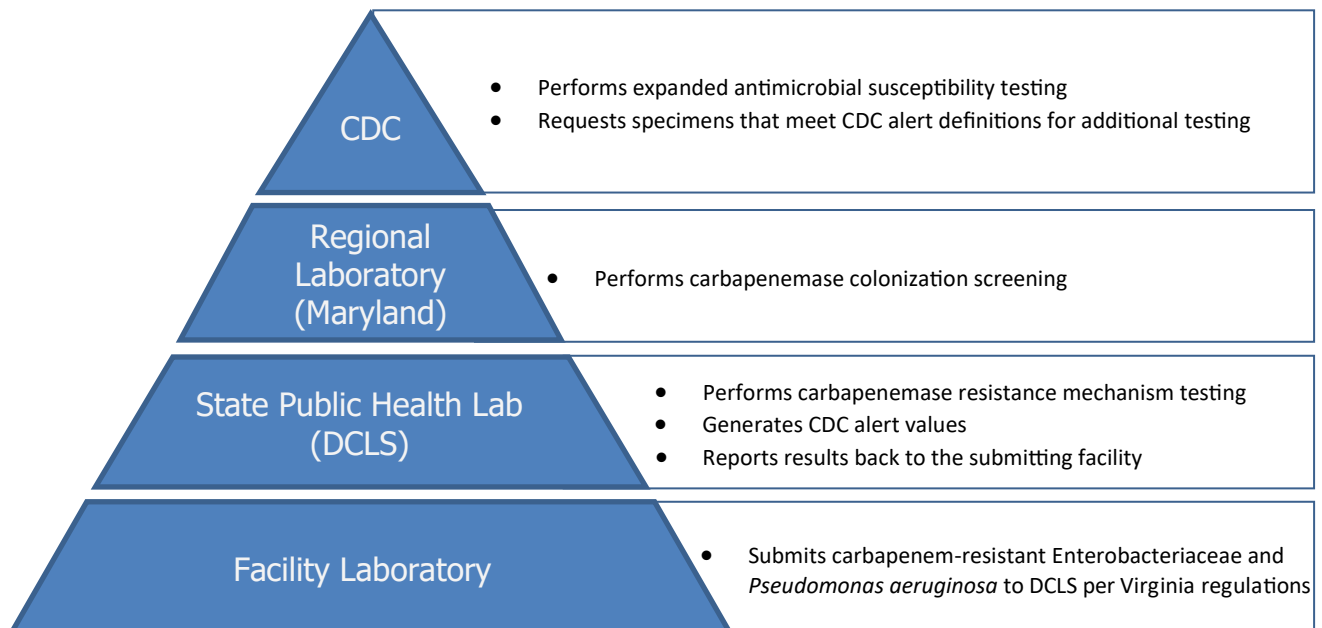 CDC
• Performs expanded antimicrobial susceptibility testing
• Requests specimens that meet CDC alert definitions for additional testing
Regional
Laboratory
(Maryland)
• Performs carbapenemase colonization screening
State Public Health Lab
(DCLS)
• Performs carbapenemase resistance mechanism testing
• Generates CDC alert values
• Reports results back to the submitting facility
Facility Laboratory
• Submits carbapenem-resistant Enterobacteriaceae and
Pseudomonas aeruginosa to DCLS per Virginia regulations